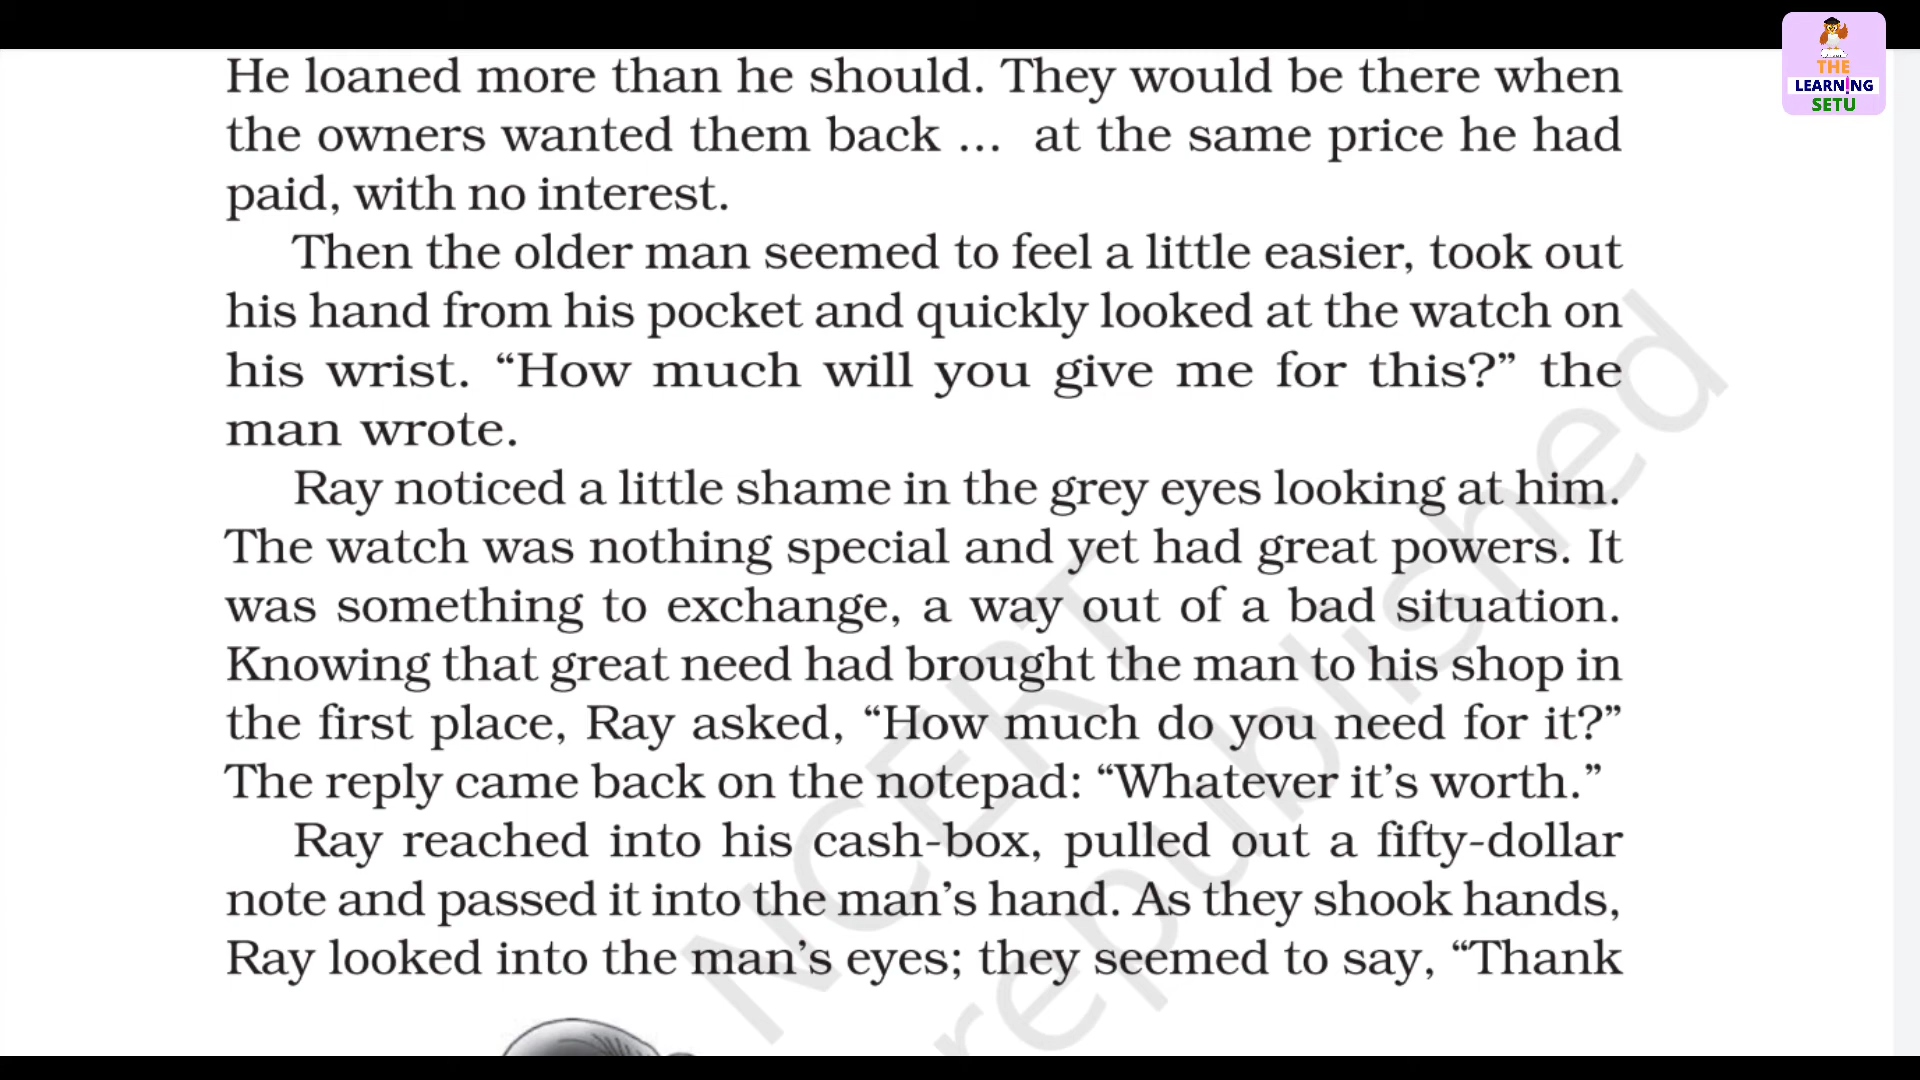 THE
LEARNING
SETU
He loaned more than he should. They would be there when
the owners wanted them back ... at the same price he had
paid, with no interest.
Then the older man seemed to feel a little easier, took out
his hand from his pocket and quickly looked at the watch on
his wrist. “How much will you give me for this?” the
man wrote.
Ray noticed a little shame in the grey eyes looking at him.
The watch was nothing special and yet had great powers. It
was something to exchange, a way out of a bad situation.
Knowing that great need had brought the man to his shop in
the first place, Ray asked, “How much do you need for it?”
The reply came back on the notepad: “Whatever it’s worth.”
Ray reached into his cash-box, pulled out a fifty-dollar
note and passed it into the man’s hand. As they shook hands,
Ray looked into the man’s eyes; they seemed to say, “Thank
NCERT
republished